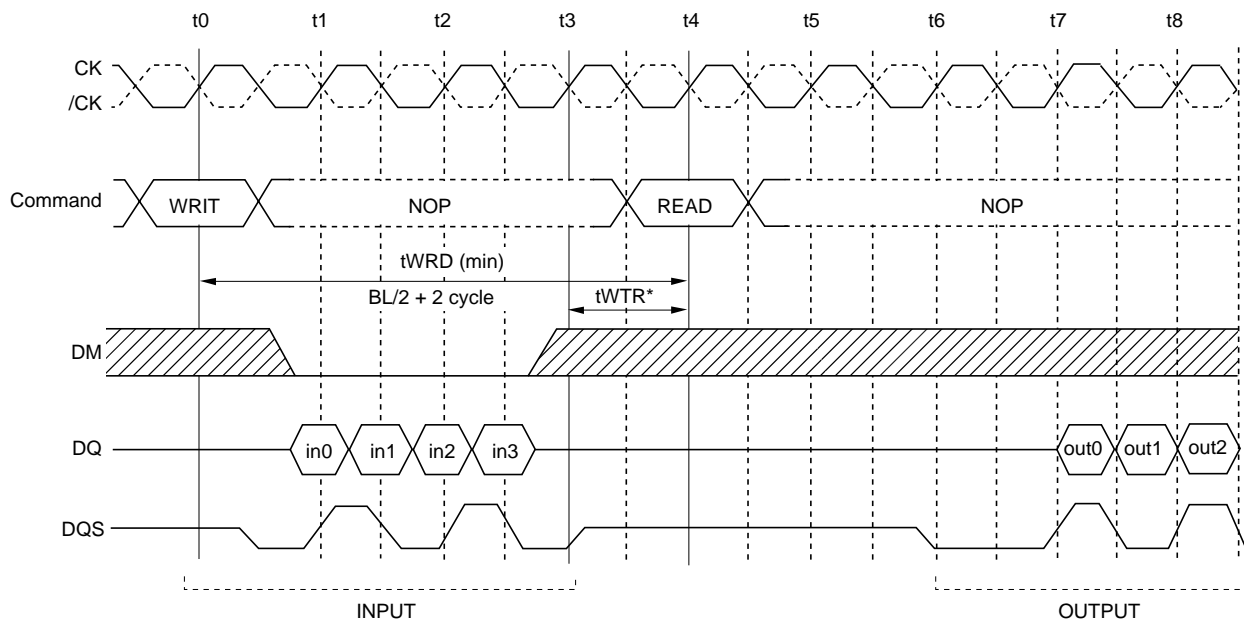 t0 t1 t2 t3 t4 t5 t6 t7 t8
CK
/CK
Command WRIT NOP READ NOP
tWRD (min)
BL/2 + 2 cycle
tWTR*
DM
DQ in0 in1 in2 in3 out0 out1 out2
DQS
INPUT OUTPUT